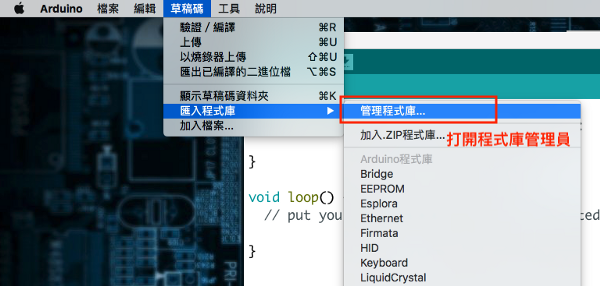 Arduino 檔案 編輯 草稿碼 工具 說明
驗證 / 編譯 ⌘R
上傳 ⌘U
以燒錄器上傳 ⇧⌘U
匯出已編譯的二進位檔 ⌥⌘S
顯示草稿碼資料夾 ⌘K
匯入程式庫 ▶
加入檔案...
管理程式庫...
加入.ZIP程式庫...
打開程式庫管理員
Arduino程式庫
Bridge
EEPROM
Esplora
Ethernet
Firmata
HID
Keyboard
LiquidCrystal
}
void loop()
// put you
}